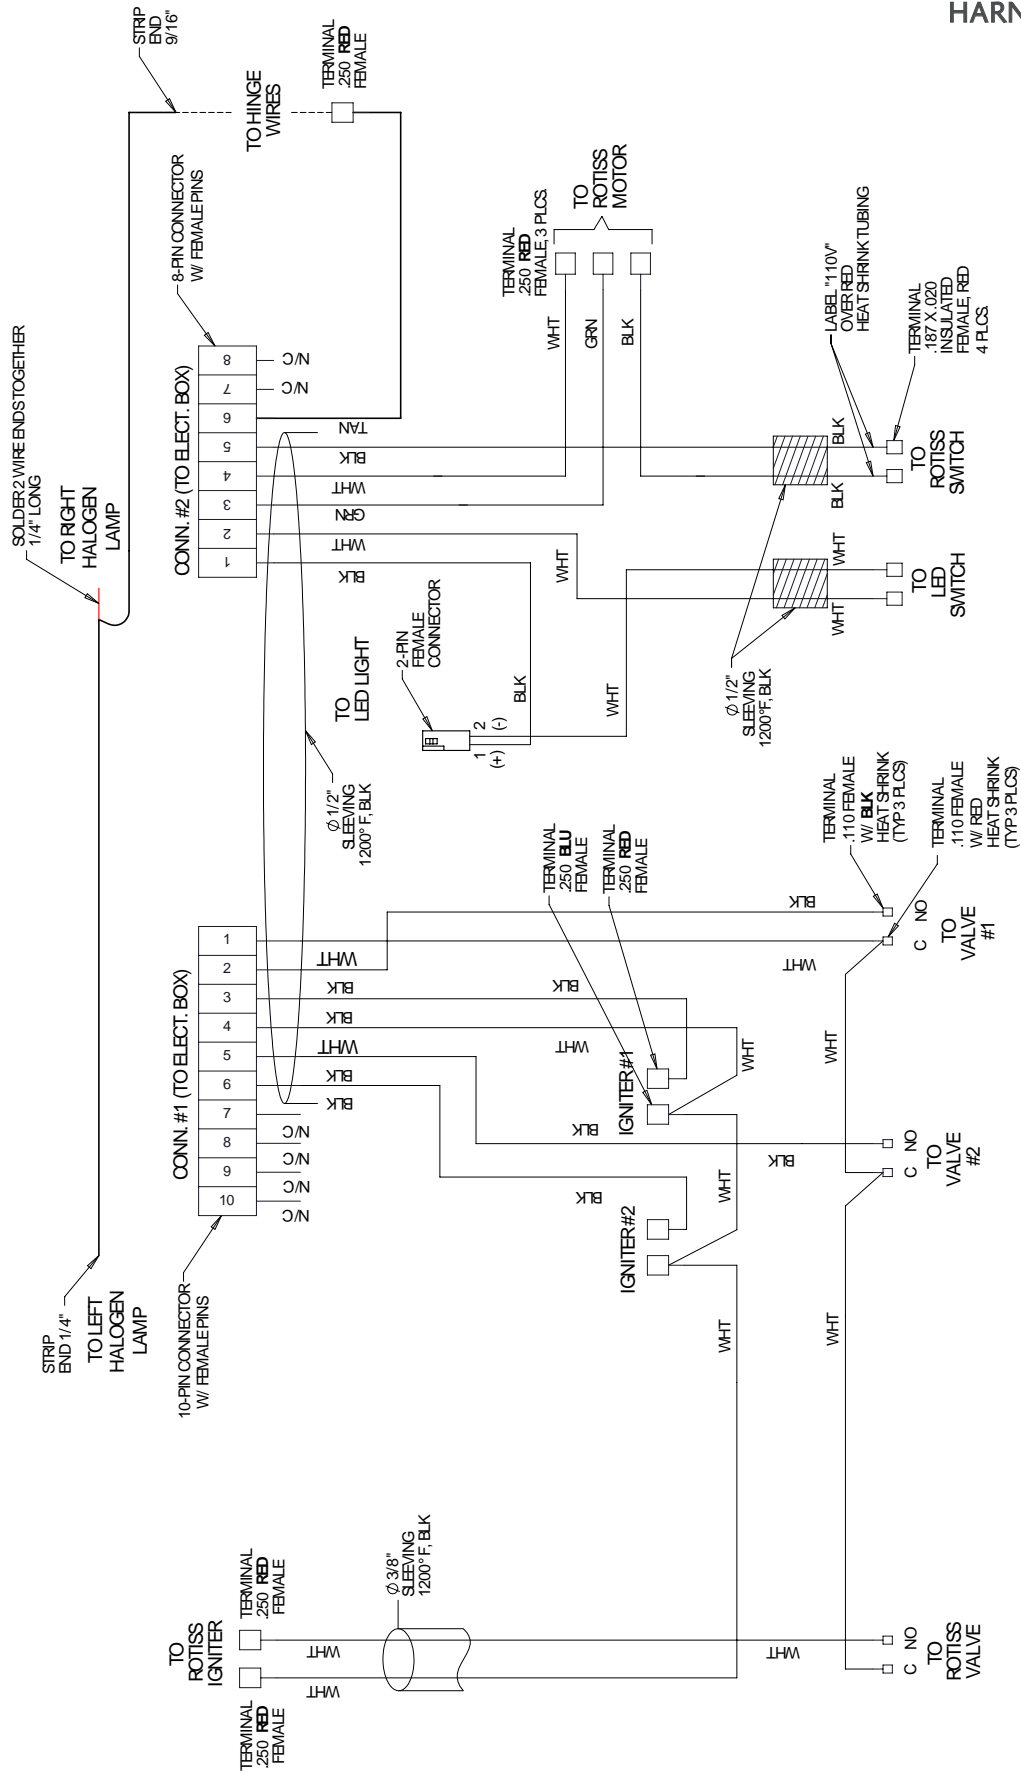 HARN
STRIP
END
9/16"
TERMINAL
.250 RED
FEMALE
TO HINGE
WIRES
8-PIN CONNECTOR
W/ FEMALE PINS
SOLDER 2 WIRE ENDS TOGETHER
1/4" LONG
TO RIGHT
HALOGEN
LAMP
CONN. #2 (TO ELECT. BOX)
8
7
6
5
4
3
2
1
N/C
N/C
TAN
BLK
WHT
GRN
WHT
BLK
TERMINAL
.250 RED
FEMALE, 3 PLCS.
TO
ROTISS
MOTOR
WHT
GRN
BLK
LABEL "110V"
OVER RED
HEAT SHRINK TUBING
TERMINAL
.187 X .020
INSULATED
FEMALE, RED
4 PLCS.
BLK
BLK
TO
ROTISS
SWITCH
WHT
WHT
WHT
TO
LED
SWITCH
Ø 1/2"
SLEEVING
1200°F, BLK
TO
LED LIGHT
2-PIN
FEMALE
CONNECTOR
1
(+)
2
(-)
BLK
WHT
Ø 1/2"
SLEEVING
1200° F, BLK
CONN. #1 (TO ELECT. BOX)
1
2
3
4
5
6
7
8
9
10
WHT
BLK
BLK
WHT
BLK
BLK
N/C
N/C
N/C
N/C
10-PIN CONNECTOR
W/ FEMALE PINS
STRIP
END 1/4"
TO LEFT
HALOGEN
LAMP
TERMINAL
.250 BLU
FEMALE
TERMINAL
.250 RED
FEMALE
BLK
WHT
BLK
BLK
IGNITER #1
IGNITER #2
WHT
WHT
WHT
TERMINAL
.110 FEMALE
W/ BLK
HEAT SHRINK
(TYP 3 PLCS)
TERMINAL
.110 FEMALE
W/ RED
HEAT SHRINK
(TYP 3 PLCS)
BLK
WHT
C NO
TO
VALVE
#1
WHT
BLK
C NO
TO
VALVE
#2
WHT
TO
ROTISS
IGNITER
TERMINAL
.250 RED
FEMALE
TERMINAL
.250 RED
FEMALE
WHT
WHT
Ø 3/8"
SLEEVING
1200° F, BLK
WHT
C NO
TO
ROTISS
VALVE